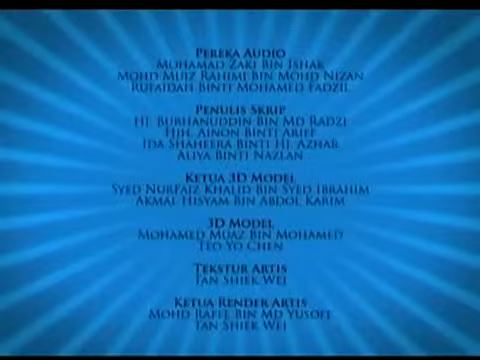 PEREKA AUDIO
MOHAMAD ZAKI BIN ISHAK
MOHD MUIZ RAHIMI BIN MOHD NIZAN
RUFAIDAH BINTI MOHAMED FADZIL
PENULIS SKRIP
HJ. BURHANUDDIN BIN MD RADZI
HJH. AINON BINTI ARIFF
IDA SHAHEERA BINTI HJ. AZHAR
ALIYA BINTI NAZLAN
KETUA 3D MODEL
SYED NURFAIZ KHALID BIN SYED IBRAHIM
AKMAL HISYAM BIN ABDOL KARIM
3D MODEL
MOHAMED MUAZ BIN MOHAMED
TEO YO CHEN
TEKSTUR ARTIS
TAN SHIEK WEI
KETUA RENDER ARTIS
MOHD RAFEE BIN MD YUSOFF
TAN SHIEK WEI